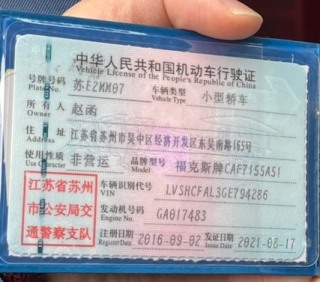 中华人民共和国机动车行驶证
Vehicle License of the People's Republic of China
号牌号码 苏E2MM07 车辆类型 小型轿车
Plate No. Vehicle Type
所有人 赵函
Owner
住址 江苏省苏州市吴中区经济开发区东吴南路165号
Address
使用性质 非营运 品牌型号 福克斯牌CAF7155A51
Use Character Model
江苏省苏州市公安局交通警察支队
车辆识别代号 LVSHCFAL3GE794286
VIN
发动机号码 GA017483
Engine No.
注册日期 2016-09-02 发证日期 2021-08-17
Register Date Issue Date